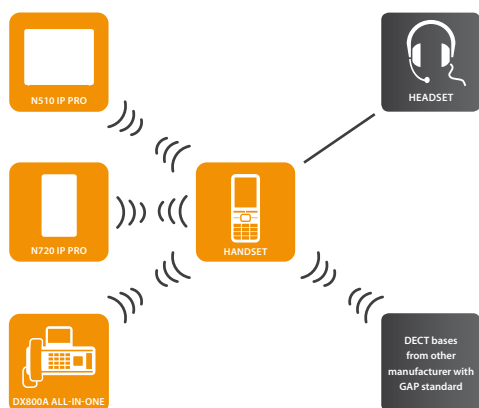 N510 IP PRO
HEADSET
N720 IP PRO
HANDSET
DX800A ALL-IN-ONE
DECT bases
from other
manufacturer with
GAP standard